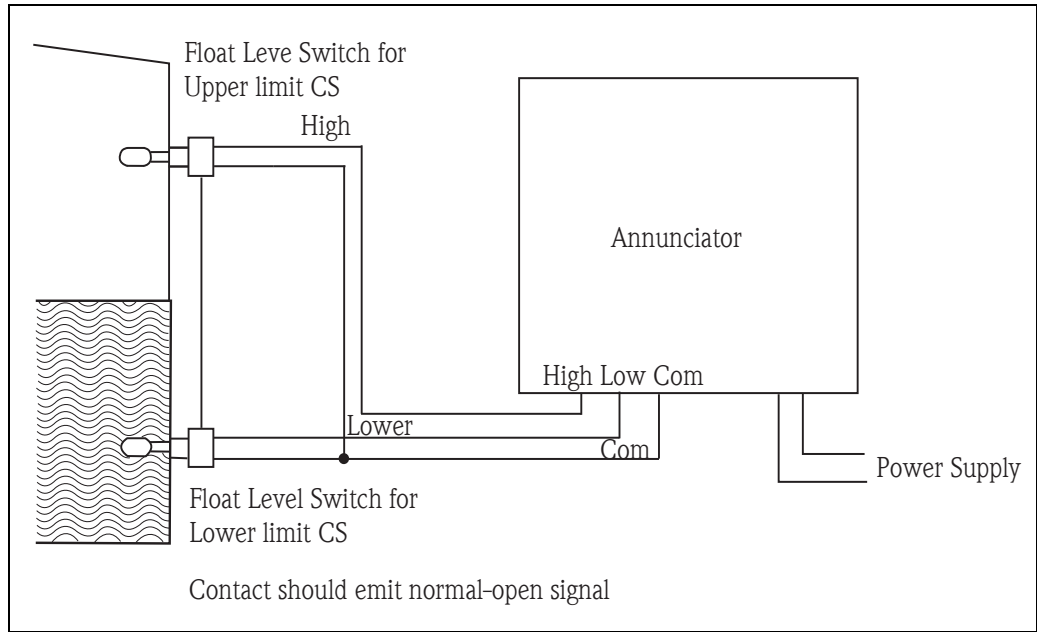 Float Leve Switch for
Upper limit CS
High
Annunciator
High Low Com
Lower
Com
Power Supply
Float Level Switch for
Lower limit CS
Contact should emit normal-open signal